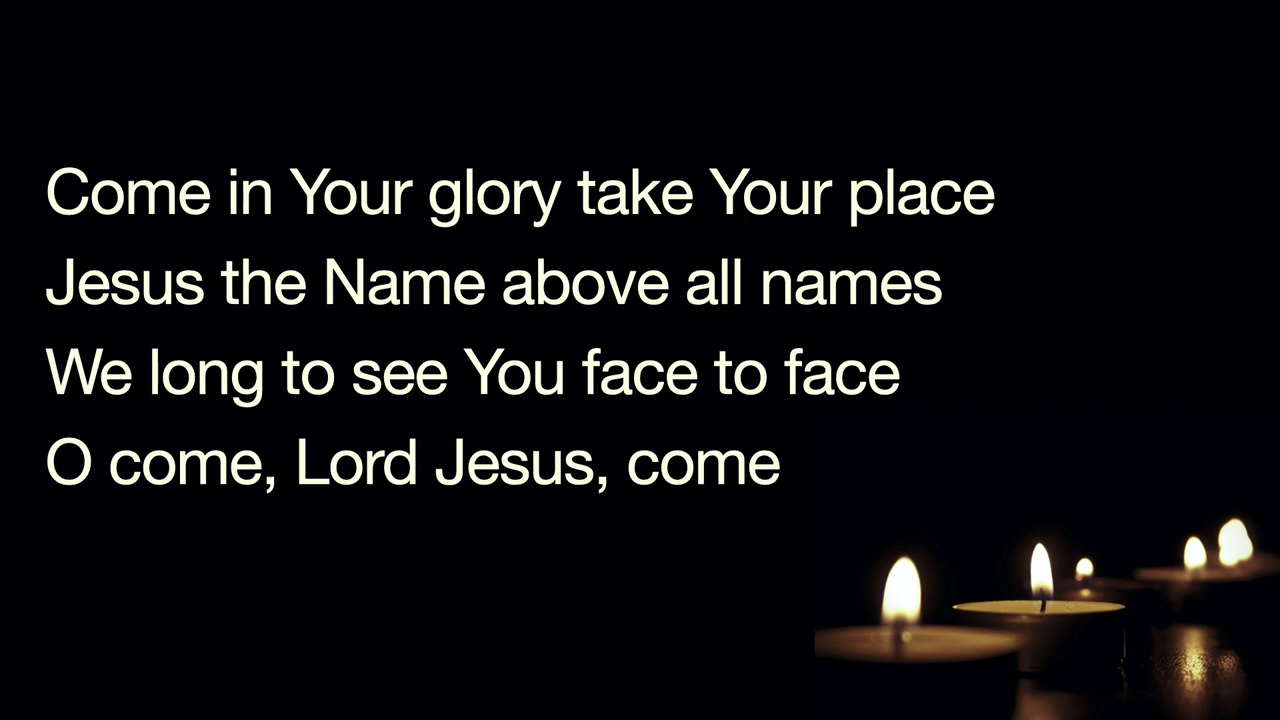 Come in Your glory take Your place
Jesus the Name above all names
We long to see You face to face
O come, Lord Jesus, come